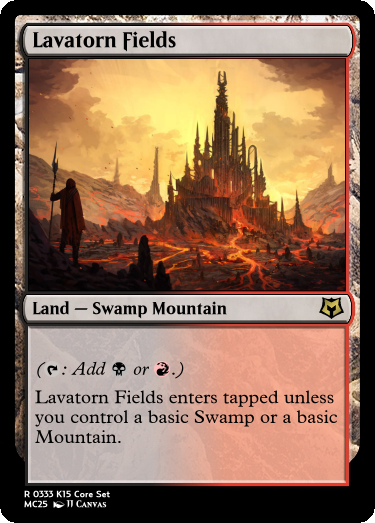 Lavatorn Fields
Land — Swamp Mountain
(: Add or .)
Lavatorn Fields enters tapped unless
you control a basic Swamp or a basic
Mountain.
R 0333 K15 Core Set
MC25 JJ Canvas